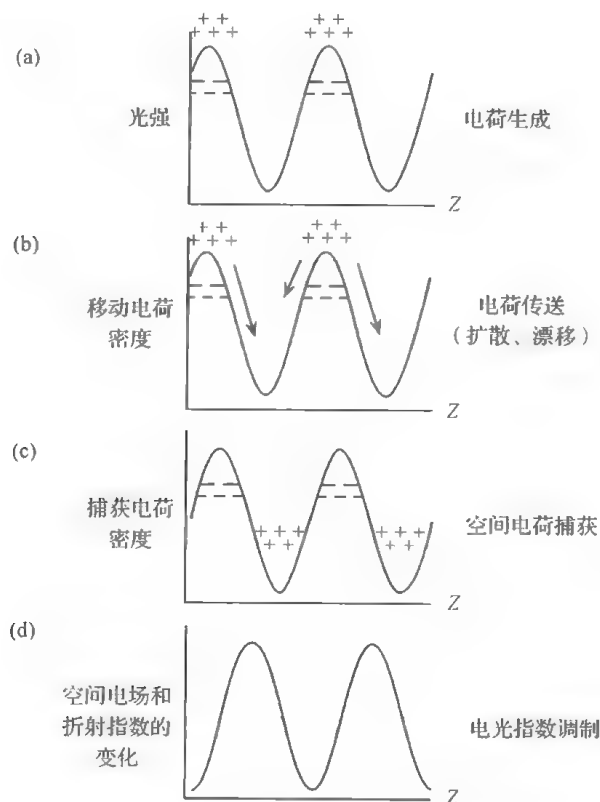 (a)
++
+++
++
+++
光强
电荷生成
Z
(b)
++
+++
++
+++
移动电荷
密度
电荷传送
（扩散、漂移）
Z
(c)
捕获电荷
密度
+++
+++
+++
+++
空间电荷捕获
Z
(d)
空间电场和
折射指数的
变化
电光指数调制
Z